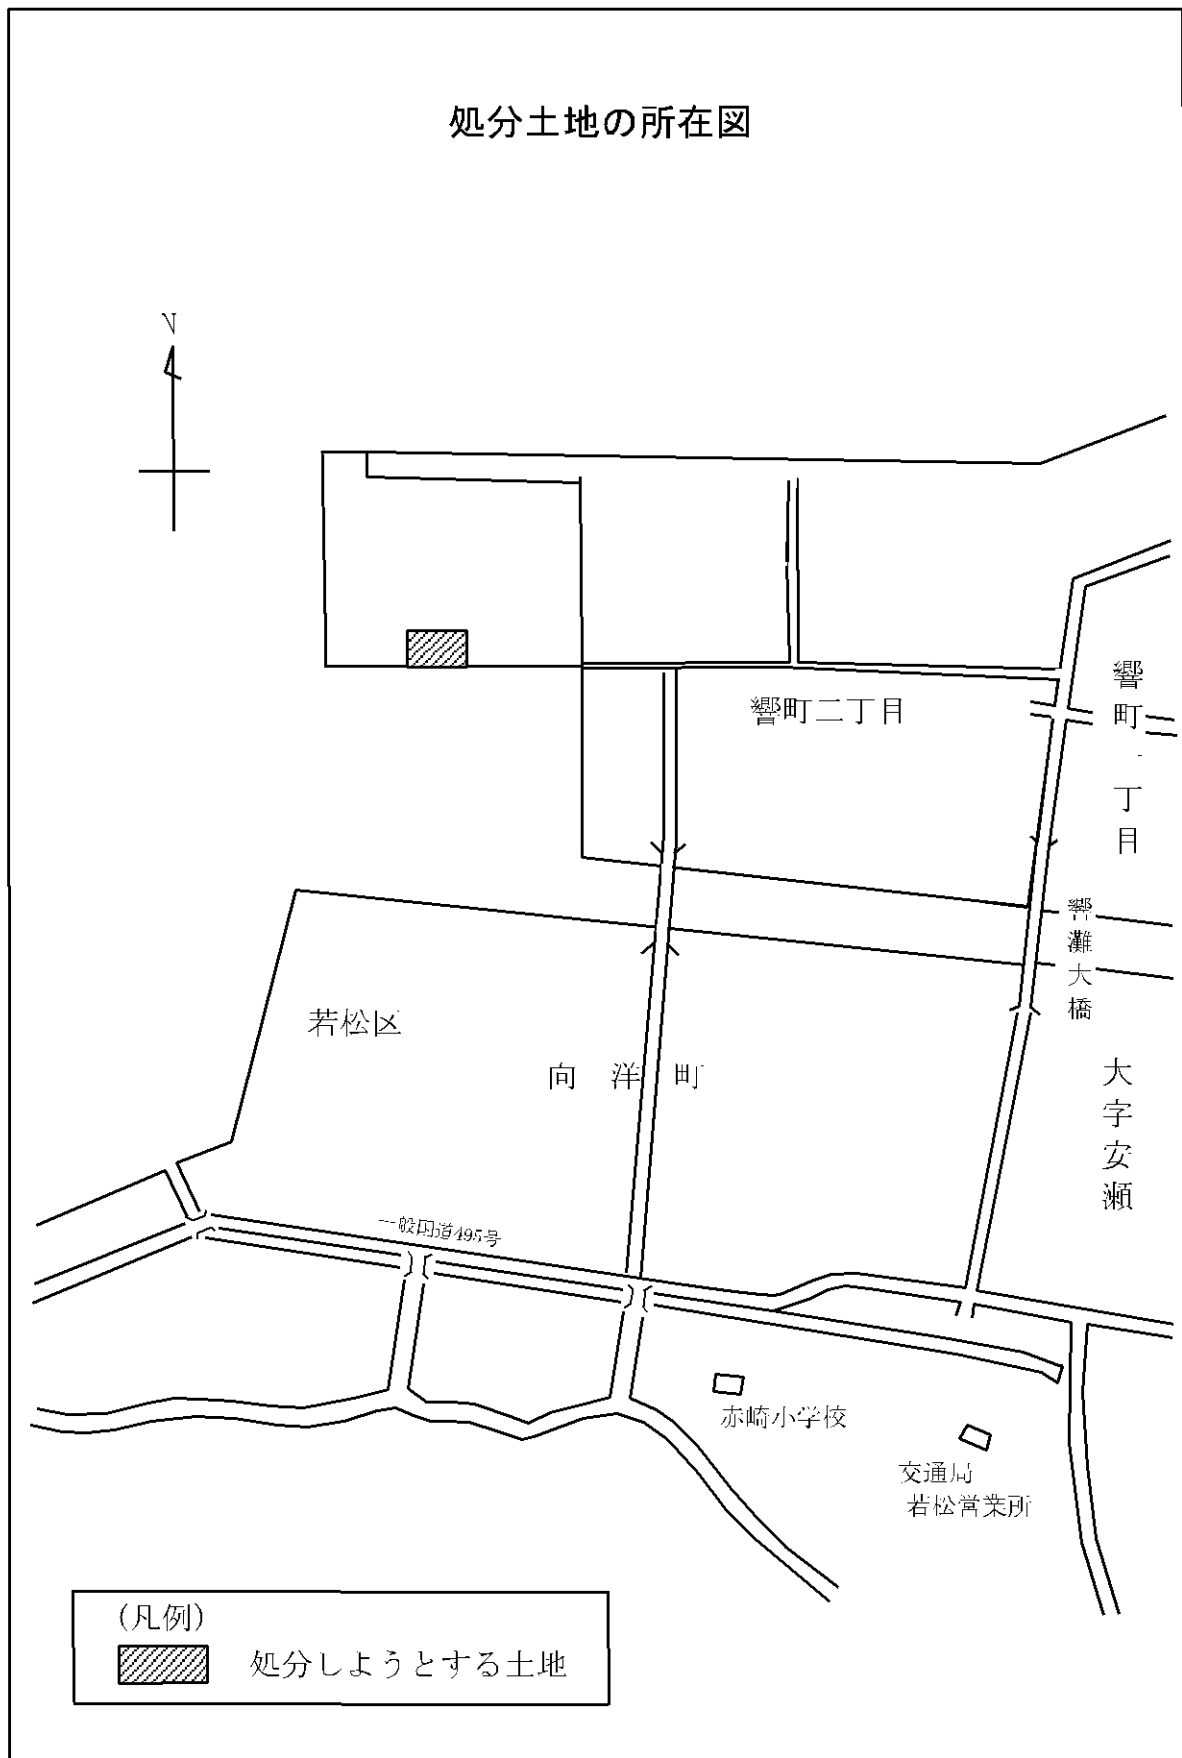 処分土地の所在図
N
響町二丁目
響町一丁目
響灘大橋
若松区
向洋町
大字安瀬
一般国道495号
赤崎小学校
交通局
若松営業所
(凡例)
処分しようとする土地